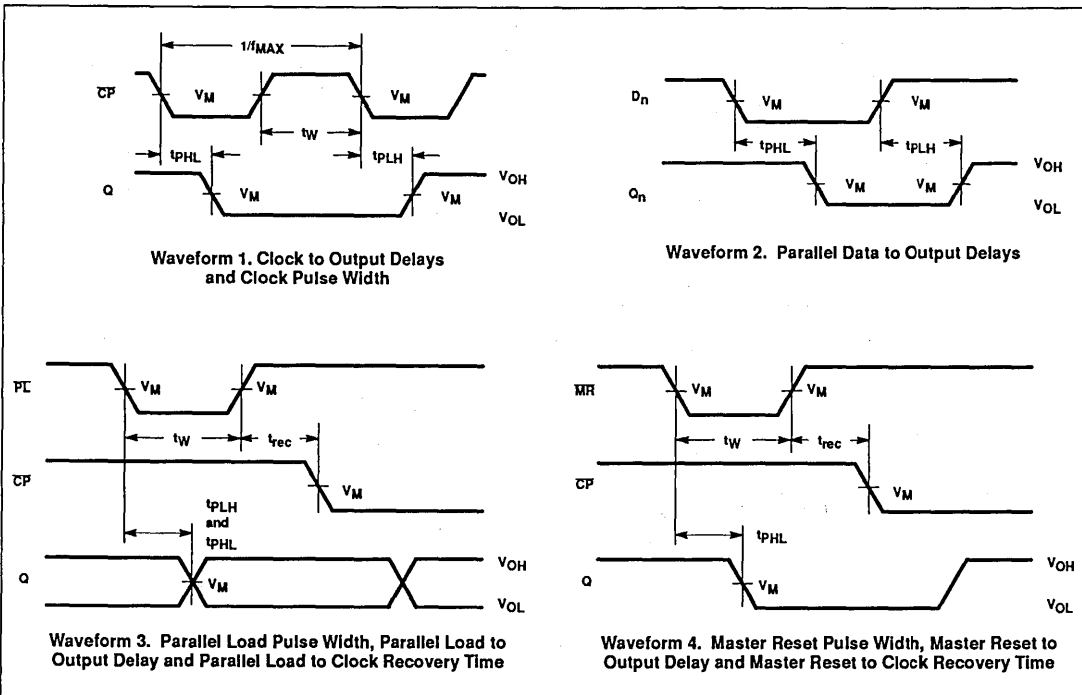 1/fMAX
CP VM VM
tW
tPHL tPLH
Q VM VM VOH
VOL
Waveform 1. Clock to Output Delays
and Clock Pulse Width
Dn VM VM
tPHL tPLH
Qn VM VM VOH
VOL
Waveform 2. Parallel Data to Output Delays
PL VM VM
tW trec
CP VM
tPLH
and
tPHL
Q VM VOH
VOL
Waveform 3. Parallel Load Pulse Width, Parallel Load to
Output Delay and Parallel Load to Clock Recovery Time
MR VM VM
tW trec
CP VM
tPHL
Q VM VOH
VOL
Waveform 4. Master Reset Pulse Width, Master Reset to
Output Delay and Master Reset to Clock Recovery Time